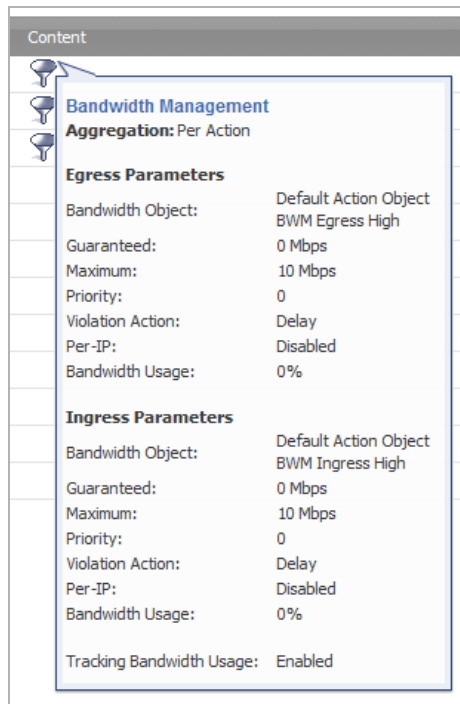 Content
Bandwidth Management
Aggregation: Per Action
Egress Parameters
Bandwidth Object: Default Action Object
BWM Egress High
Guaranteed: 0 Mbps
Maximum: 10 Mbps
Priority: 0
Violation Action: Delay
Per-IP: Disabled
Bandwidth Usage: 0%
Ingress Parameters
Bandwidth Object: Default Action Object
BWM Ingress High
Guaranteed: 0 Mbps
Maximum: 10 Mbps
Priority: 0
Violation Action: Delay
Per-IP: Disabled
Bandwidth Usage: 0%
Tracking Bandwidth Usage: Enabled